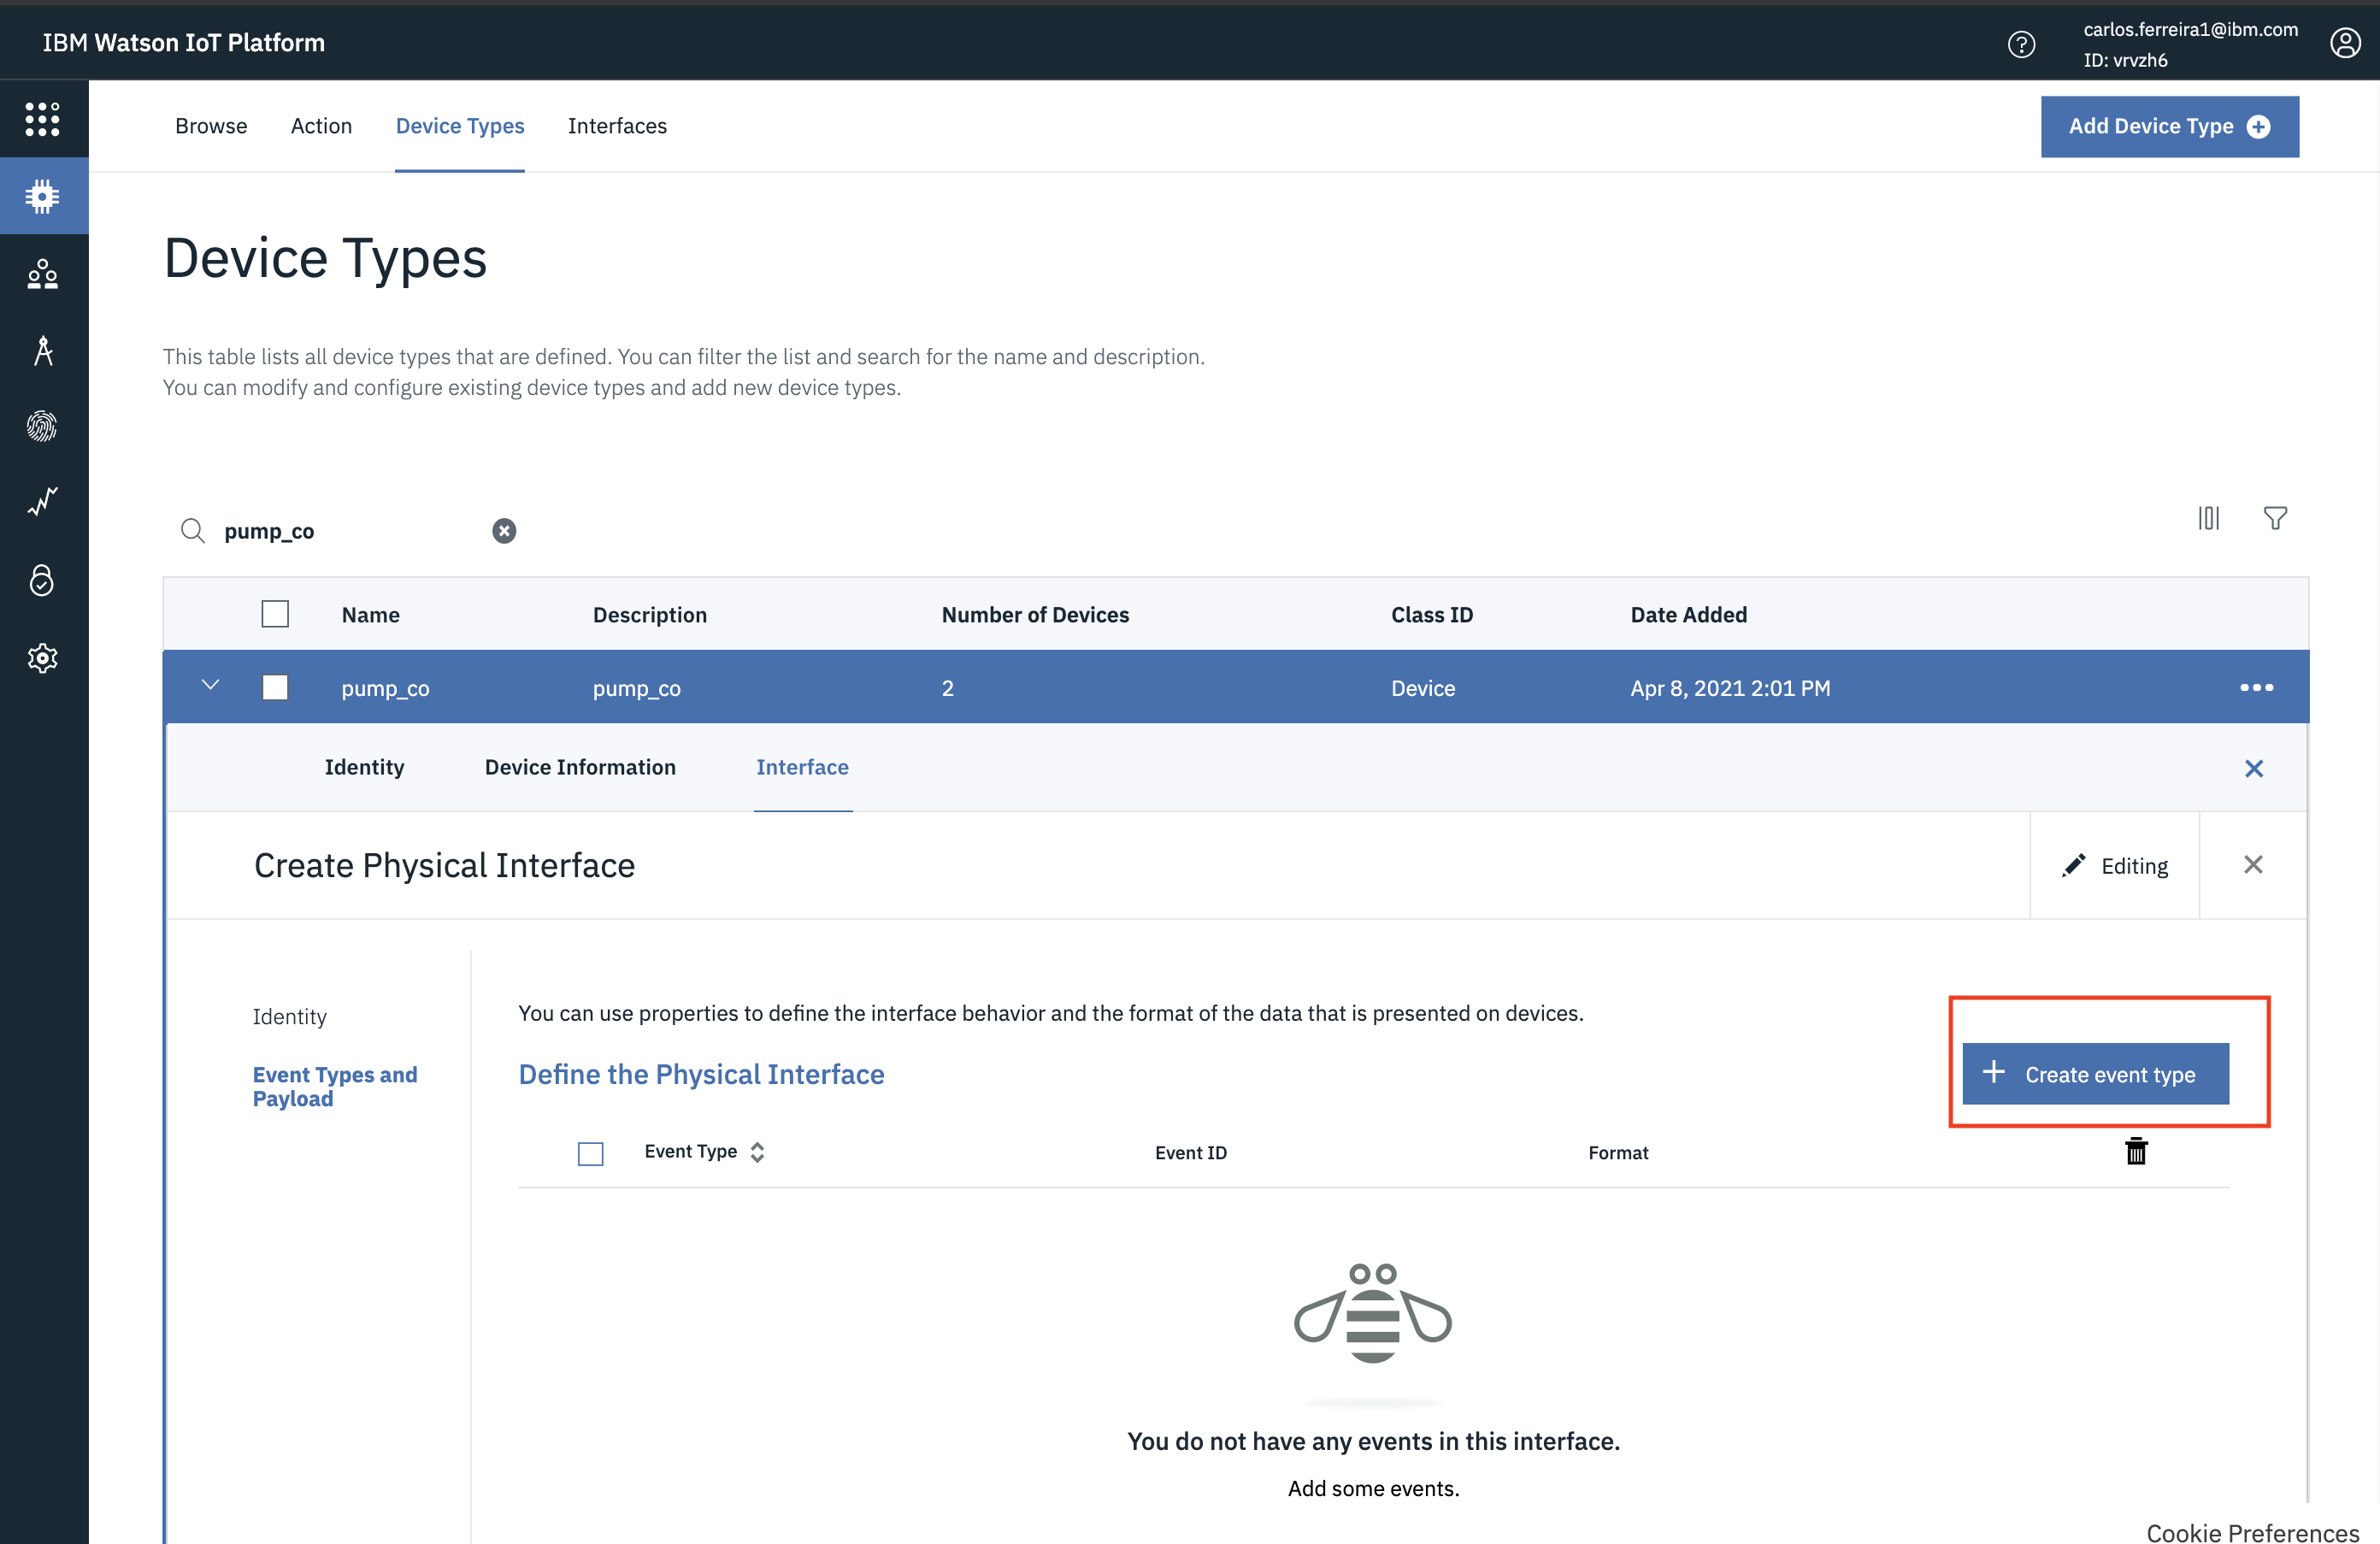 IBM Watson IoT Platform
carlos.ferreira1@ibm.com
ID: vrvzh6
Browse Action Device Types Interfaces
Add Device Type
Device Types
This table lists all device types that are defined. You can filter the list and search for the name and description.
You can modify and configure existing device types and add new device types.
pump_co
Name Description Number of Devices Class ID Date Added
pump_co pump_co 2 Device Apr 8, 2021 2:01 PM
Identity Device Information Interface
Create Physical Interface
Editing
Identity
Event Types and
Payload
You can use properties to define the interface behavior and the format of the data that is presented on devices.
Define the Physical Interface
Create event type
Event Type Event ID Format
You do not have any events in this interface.
Add some events.
Cookie Preferences